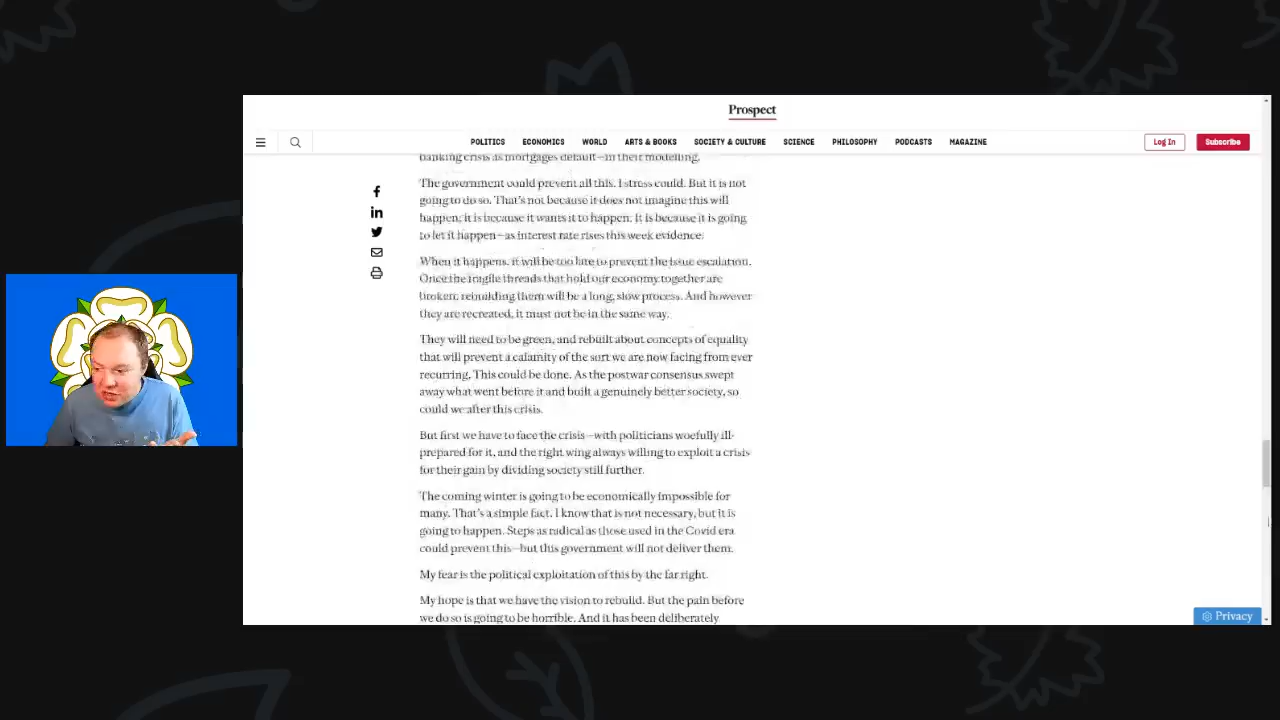 Prospect
POLITICS ECONOMICS WORLD ARTS & BOOKS SOCIETY & CULTURE SCIENCE PHILOSOPHY PODCASTS MAGAZINE Log In Subscribe
banking crisis as mortgages default—in their modelling.
The government could prevent all this. I stress could. But it is not
going to do so. That's not because it does not imagine this will
happen; it is because it wants it to happen. It is because it is going
to let it happen—as interest rate rises this week evidence.
When it happens, it will be too late to prevent the issue escalation.
Once the fragile threads that hold our economy together are
broken, rebuilding them will be a long, slow process. And however
they are recreated, it must not be in the same way.
They will need to be green, and rebuilt about concepts of equality
that will prevent a calamity of the sort we are now facing from ever
recurring. This could be done. As the postwar consensus swept
away what went before it and built a genuinely better society, so
could we after this crisis.
But first we have to face the crisis—with politicians woefully ill-
prepared for it, and the right wing always willing to exploit a crisis
for their gain by dividing society still further.
The coming winter is going to be economically impossible for
many. That's a simple fact. I know that is not necessary, but it is
going to happen. Steps as radical as those used in the Covid era
could prevent this—but this government will not deliver them.
My fear is the political exploitation of this by the far right.
My hope is that we have the vision to rebuild. But the pain before
we do so is going to be horrible. And it has been deliberately
Privacy